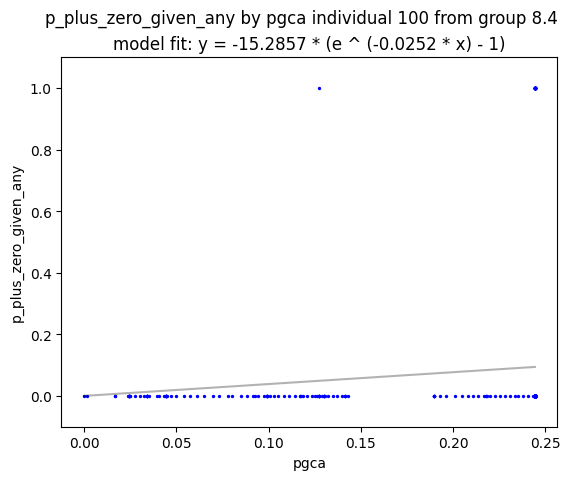 p_plus_zero_given_any by pgca individual 100 from group 8.4
model fit: y = -15.2857 * (e ^ (-0.0252 * x) - 1)
p_plus_zero_given_any
1.0
0.8
0.6
0.4
0.2
0.0
0.00 0.05 0.10 0.15 0.20 0.25
pgca